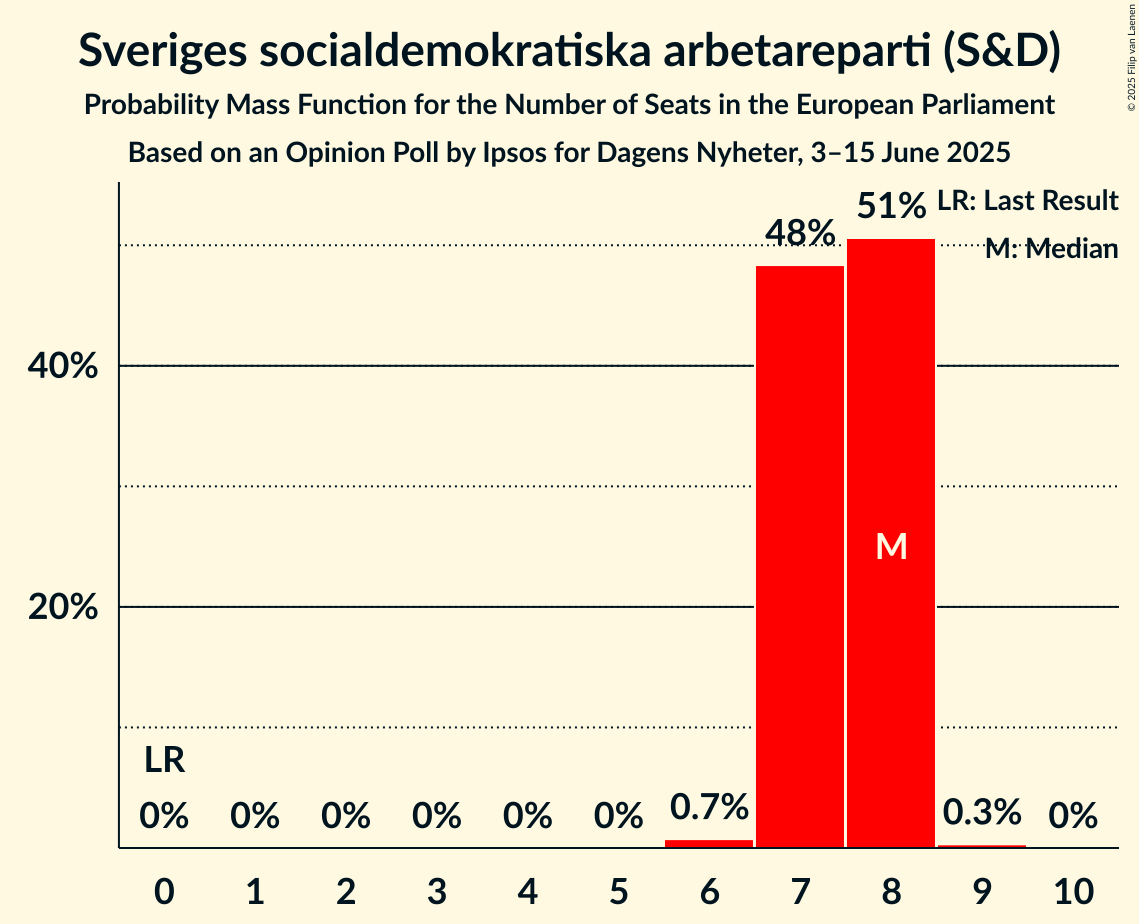 Sveriges socialdemokratiska arbetareparti (S&D)
Probability Mass Function for the Number of Seats in the European Parliament
Based on an Opinion Poll by Ipsos for Dagens Nyheter, 3–15 June 2025
© 2025 Filip van Laenen
LR: Last Result
M: Median
51%
48%
40%
20%
M
LR
0% 0% 0% 0% 0% 0% 0.7% 0.3% 0%
0 1 2 3 4 5 6 7 8 9 10